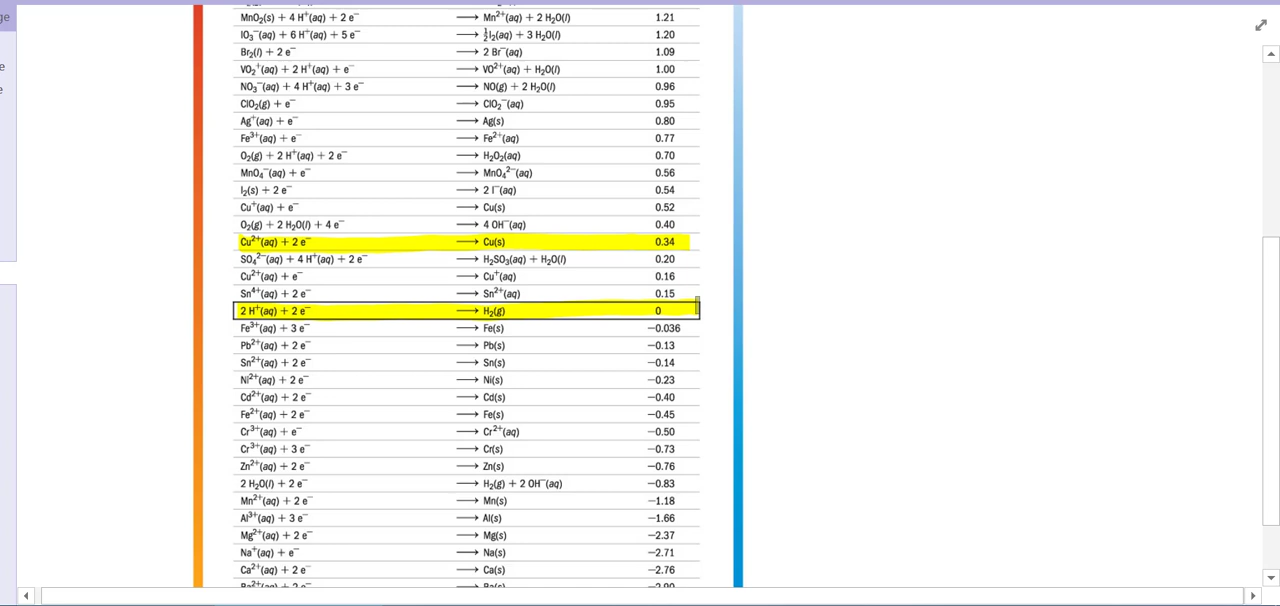 ge
MnO₂(s) + 4 H⁺(aq) + 2 e⁻ ⟶ Mn²⁺(aq) + 2 H₂O(l) 1.21
e IO₃⁻(aq) + 6 H⁺(aq) + 5 e⁻ ⟶ ½I₂(aq) + 3 H₂O(l) 1.20
Br₂(l) + 2 e⁻ ⟶ 2 Br⁻(aq) 1.09
e VO₂⁺(aq) + 2 H⁺(aq) + e⁻ ⟶ VO²⁺(aq) + H₂O(l) 1.00
NO₃⁻(aq) + 4 H⁺(aq) + 3 e⁻ ⟶ NO(g) + 2 H₂O(l) 0.96
ClO₂(g) + e⁻ ⟶ ClO₂⁻(aq) 0.95
Ag⁺(aq) + e⁻ ⟶ Ag(s) 0.80
Fe³⁺(aq) + e⁻ ⟶ Fe²⁺(aq) 0.77
O₂(g) + 2 H⁺(aq) + 2 e⁻ ⟶ H₂O₂(aq) 0.70
MnO₄⁻(aq) + e⁻ ⟶ MnO₄²⁻(aq) 0.56
I₂(s) + 2 e⁻ ⟶ 2 I⁻(aq) 0.54
Cu⁺(aq) + e⁻ ⟶ Cu(s) 0.52
O₂(g) + 2 H₂O(l) + 4 e⁻ ⟶ 4 OH⁻(aq) 0.40
Cu²⁺(aq) + 2 e⁻ ⟶ Cu(s) 0.34
SO₄²⁻(aq) + 4 H⁺(aq) + 2 e⁻ ⟶ H₂SO₃(aq) + H₂O(l) 0.20
Cu²⁺(aq) + e⁻ ⟶ Cu⁺(aq) 0.16
Sn⁴⁺(aq) + 2 e⁻ ⟶ Sn²⁺(aq) 0.15
2 H⁺(aq) + 2 e⁻ ⟶ H₂(g) 0
Fe³⁺(aq) + 3 e⁻ ⟶ Fe(s) −0.036
Pb²⁺(aq) + 2 e⁻ ⟶ Pb(s) −0.13
Sn²⁺(aq) + 2 e⁻ ⟶ Sn(s) −0.14
Ni²⁺(aq) + 2 e⁻ ⟶ Ni(s) −0.23
Cd²⁺(aq) + 2 e⁻ ⟶ Cd(s) −0.40
Fe²⁺(aq) + 2 e⁻ ⟶ Fe(s) −0.45
Cr³⁺(aq) + e⁻ ⟶ Cr²⁺(aq) −0.50
Cr³⁺(aq) + 3 e⁻ ⟶ Cr(s) −0.73
Zn²⁺(aq) + 2 e⁻ ⟶ Zn(s) −0.76
2 H₂O(l) + 2 e⁻ ⟶ H₂(g) + 2 OH⁻(aq) −0.83
Mn²⁺(aq) + 2 e⁻ ⟶ Mn(s) −1.18
Al³⁺(aq) + 3 e⁻ ⟶ Al(s) −1.66
Mg²⁺(aq) + 2 e⁻ ⟶ Mg(s) −2.37
Na⁺(aq) + e⁻ ⟶ Na(s) −2.71
Ca²⁺(aq) + 2 e⁻ ⟶ Ca(s) −2.76
Ba²⁺(aq) + 2 e⁻ ⟶ Ba(s) −2.90